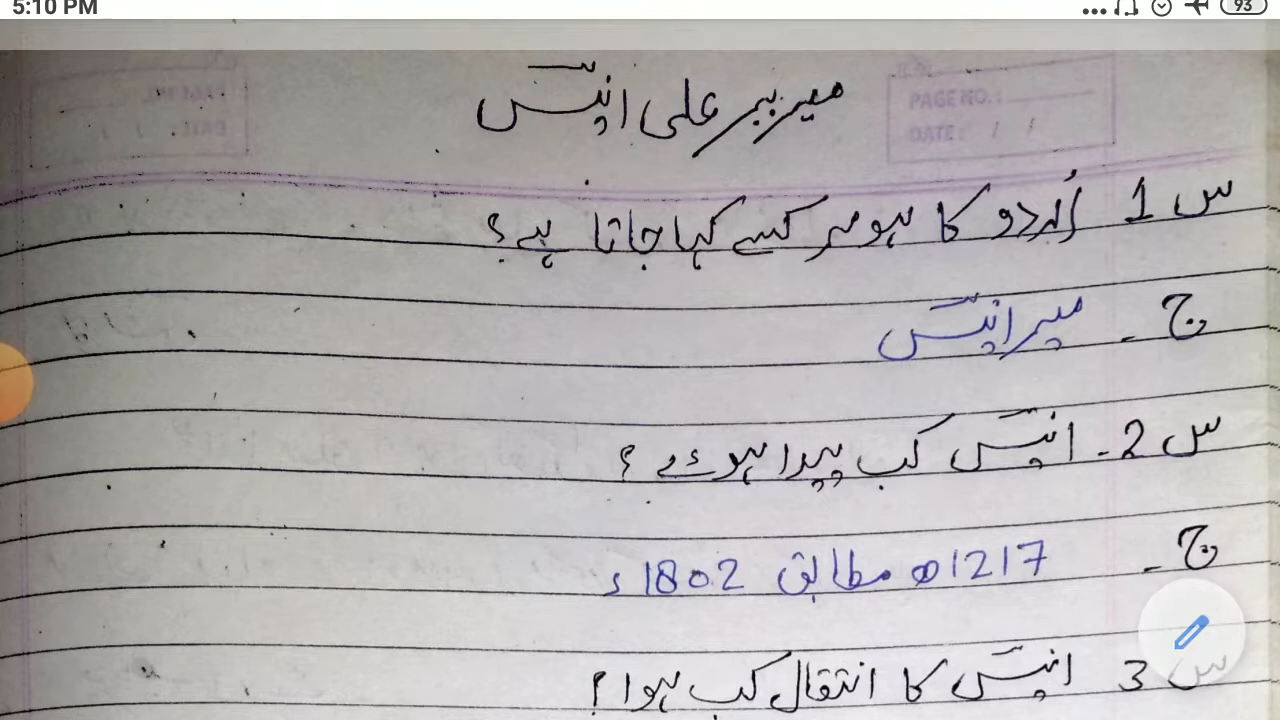 5:10 PM
93
PAGE NO.:
DATE: / /
میر ببر علی انیسؔ
س 1 اُردو کا ہومر کسے کہا جاتا ہے؟
ج - میر انیسؔ
س 2 - انیسؔ کب پیدا ہوئے؟
ج - 1217ھ مطابق 1802ء
س 3 انیسؔ کا انتقال کب ہوا؟